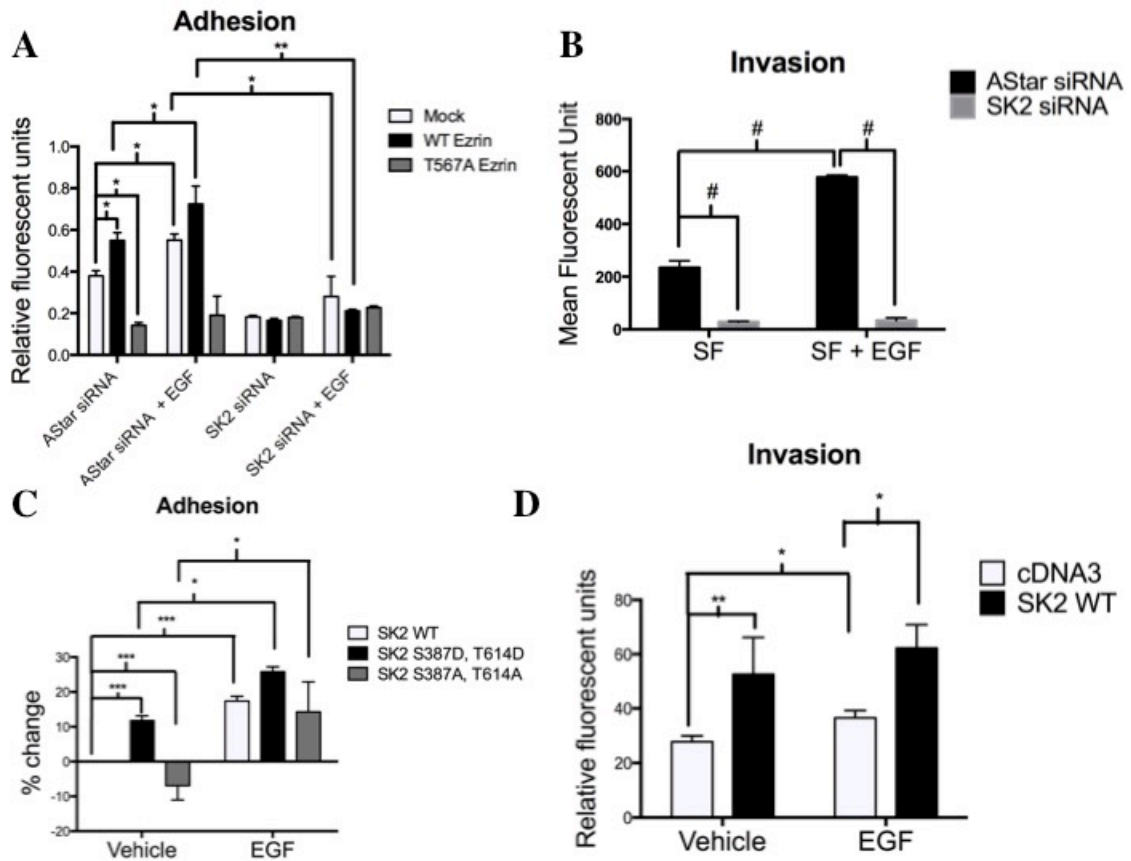 A
Adhesion
**
*
*
*
*
*
Relative fluorescent units
1.0
0.8
0.6
0.4
0.2
0.0
AStar siRNA
AStar siRNA + EGF
SK2 siRNA
SK2 siRNA + EGF
Mock
WT Ezrin
T567A Ezrin
B
Invasion
AStar siRNA
SK2 siRNA
Mean Fluorescent Unit
800
600
400
200
0
#
#
#
SF
SF + EGF
C
Adhesion
*
*
***
***
***
% change
30
20
10
0
-10
-20
Vehicle
EGF
SK2 WT
SK2 S387D, T614D
SK2 S387A, T614A
D
Invasion
*
*
**
Relative fluorescent units
80
60
40
20
0
Vehicle
EGF
cDNA3
SK2 WT